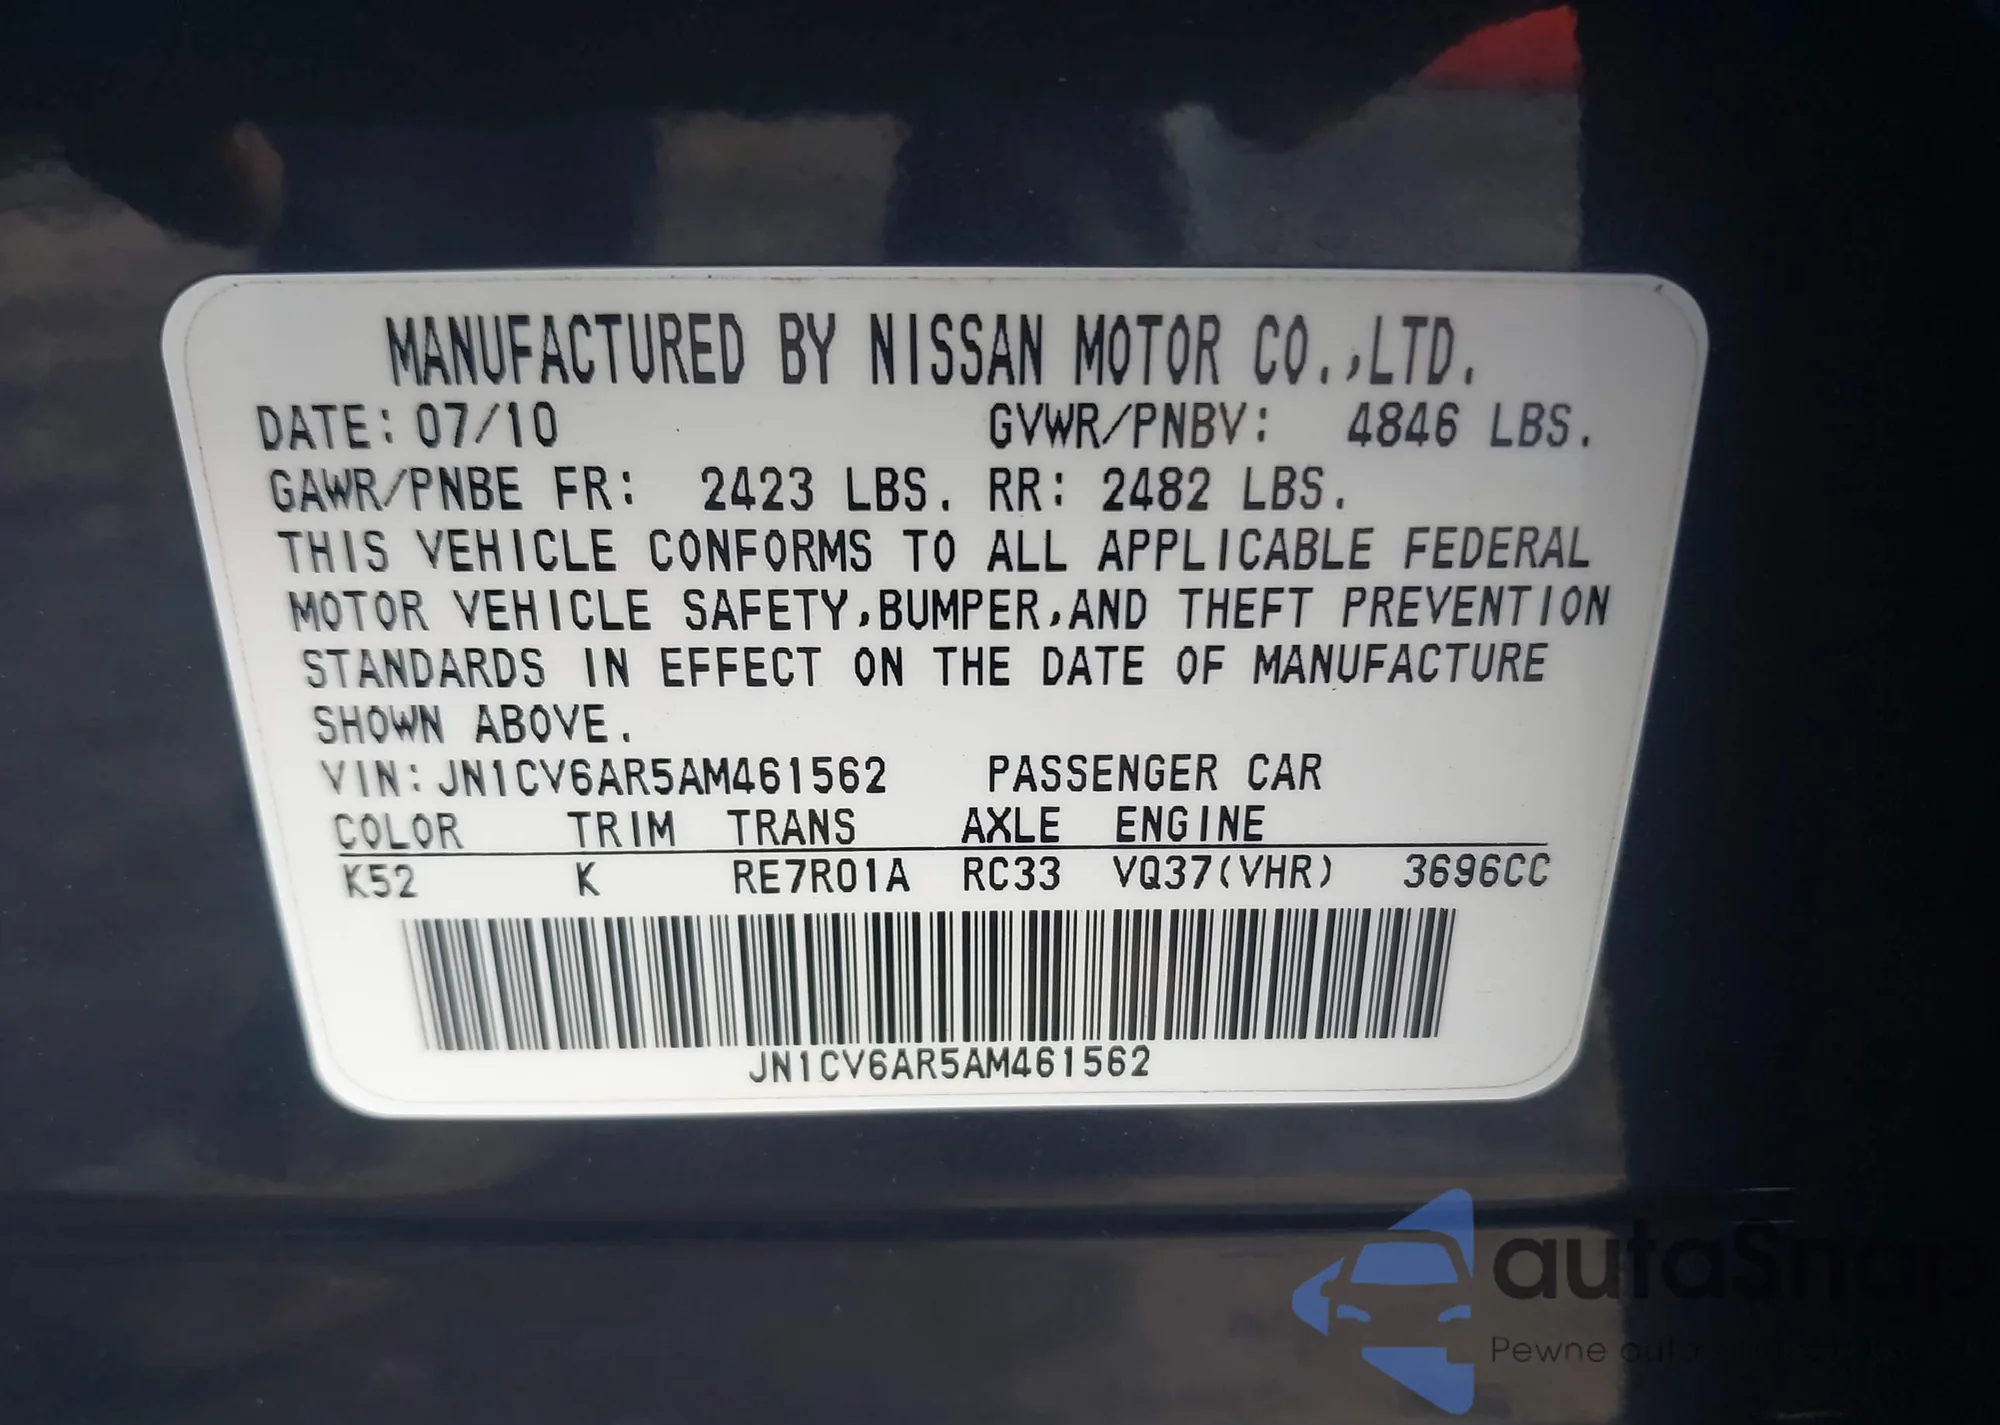 MANUFACTURED BY NISSAN MOTOR CO.,LTD.
DATE: 07/10 GVWR/PNBV: 4846 LBS.
GAWR/PNBE FR: 2423 LBS. RR: 2482 LBS.
THIS VEHICLE CONFORMS TO ALL APPLICABLE FEDERAL
MOTOR VEHICLE SAFETY,BUMPER,AND THEFT PREVENTION
STANDARDS IN EFFECT ON THE DATE OF MANUFACTURE
SHOWN ABOVE.
VIN: JN1CV6AR5AM461562 PASSENGER CAR
COLOR TRIM TRANS AXLE ENGINE
K52 K RE7R01A RC33 VQ37(VHR) 3696CC
JN1CV6AR5AM461562
autaSnap
Pewne